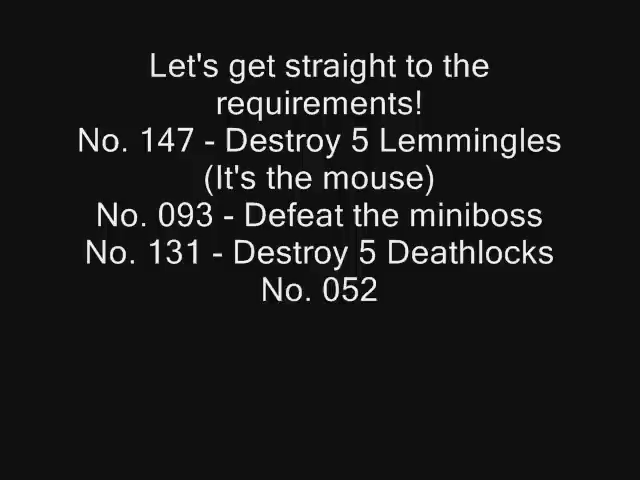 Let's get straight to the
requirements!
No. 147 - Destroy 5 Lemmingles
(It's the mouse)
No. 093 - Defeat the miniboss
No. 131 - Destroy 5 Deathlocks
No. 052